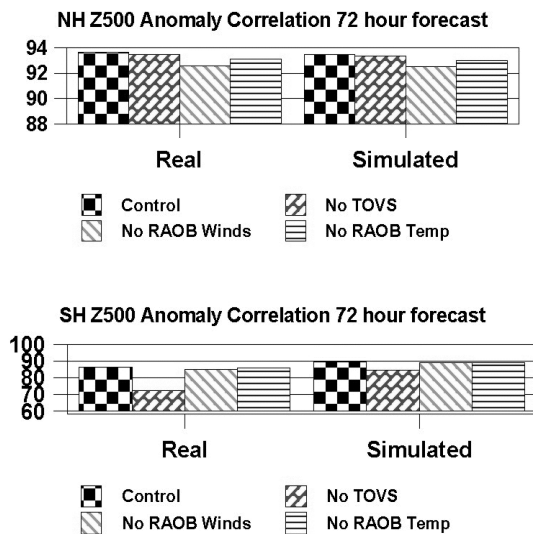 NH Z500 Anomaly Correlation 72 hour forecast
94
92
90
88
Real Simulated
Control No TOVS
No RAOB Winds No RAOB Temp
SH Z500 Anomaly Correlation 72 hour forecast
100
90
80
70
60
Real Simulated
Control No TOVS
No RAOB Winds No RAOB Temp